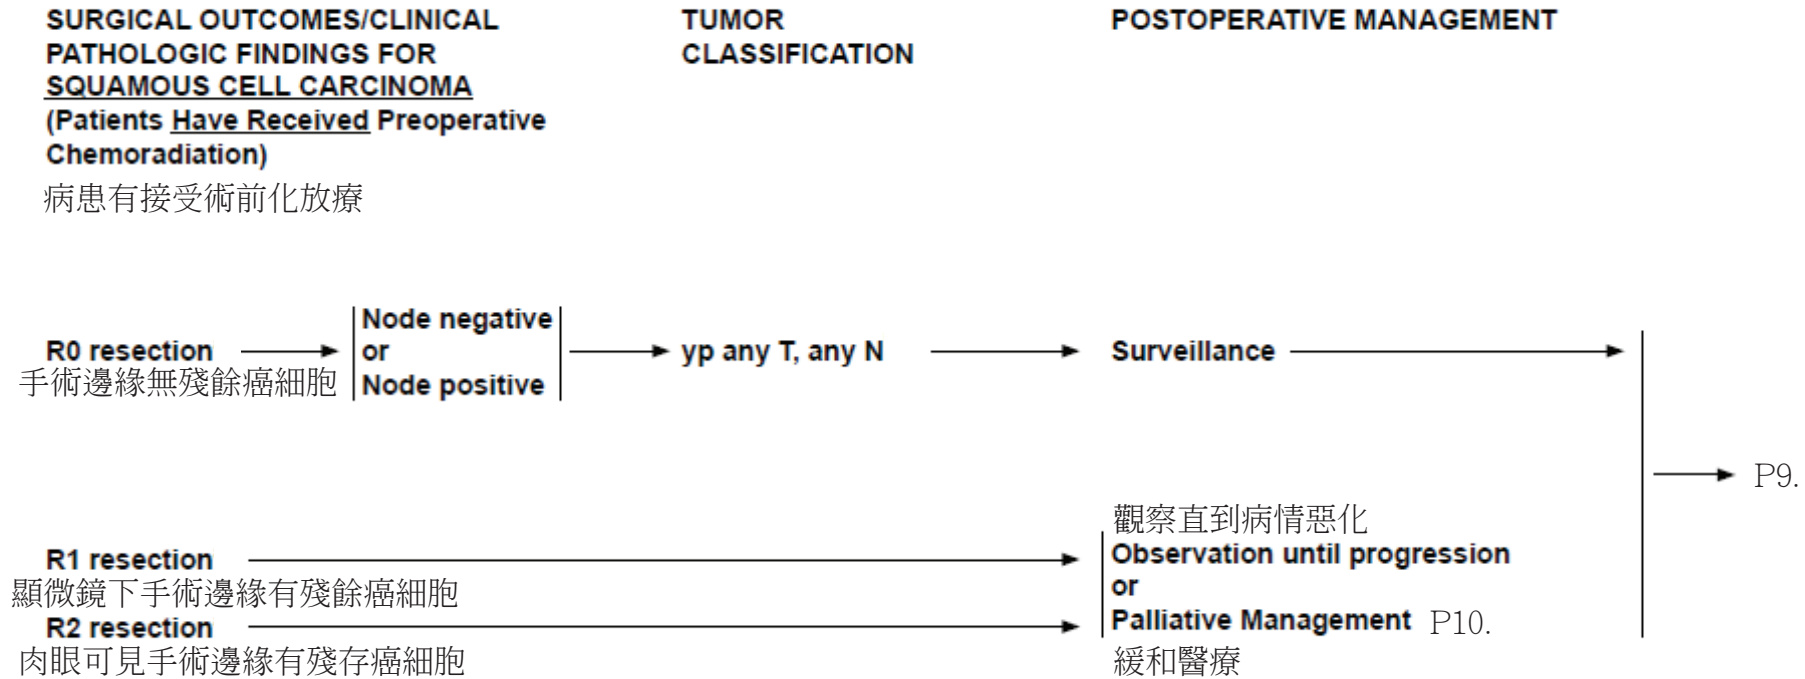 SURGICAL OUTCOMES/CLINICAL
PATHOLOGIC FINDINGS FOR
SQUAMOUS CELL CARCINOMA
(Patients Have Received Preoperative
Chemoradiation)
病患有接受術前化放療
TUMOR
CLASSIFICATION
POSTOPERATIVE MANAGEMENT
R0 resection
手術邊緣無殘餘癌細胞
Node negative
or
Node positive
yp any T, any N
Surveillance
P9.
R1 resection
顯微鏡下手術邊緣有殘餘癌細胞
R2 resection
肉眼可見手術邊緣有殘存癌細胞
觀察直到病情惡化
Observation until progression
or
Palliative Management P10.
緩和醫療